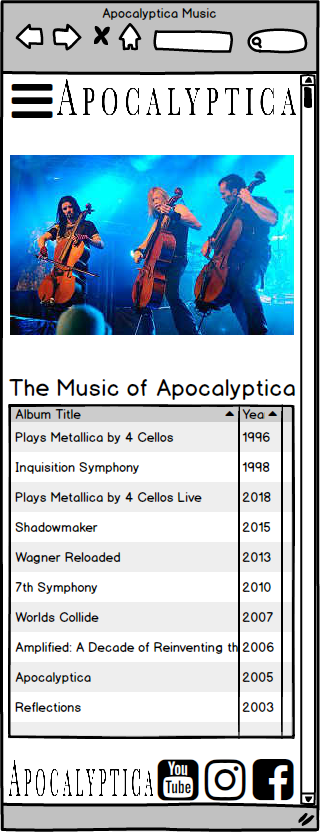 Apocalyptica Music
APOCALYPTICA
The Music of Apocalyptica
Album Title Yea
Plays Metallica by 4 Cellos 1996
Inquisition Symphony 1998
Plays Metallica by 4 Cellos Live 2018
Shadowmaker 2015
Wagner Reloaded 2013
7th Symphony 2010
Worlds Collide 2007
Amplified: A Decade of Reinventing th 2006
Apocalyptica 2005
Reflections 2003
APOCALYPTICA You
Tube